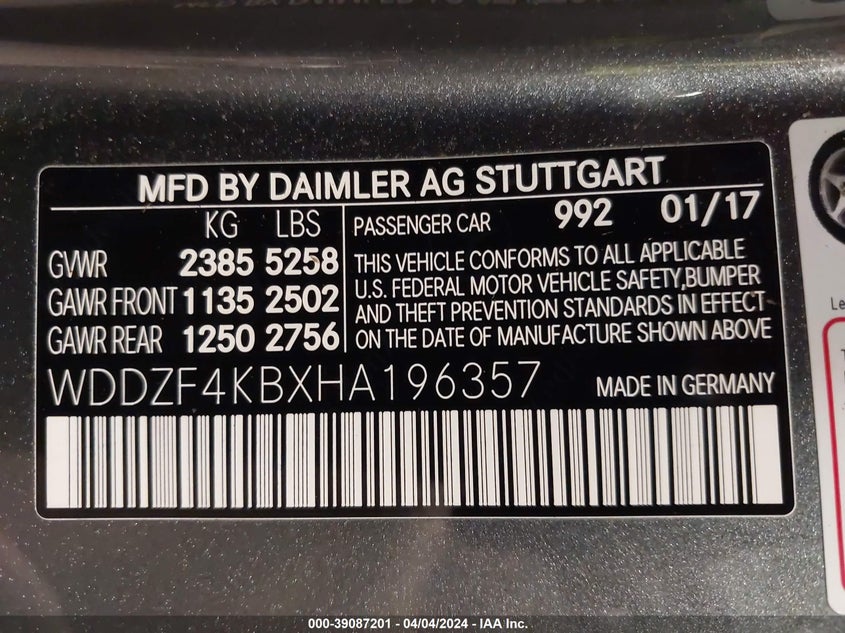 MFD BY DAIMLER AG STUTTGART
KG LBS
GVWR 2385 5258
GAWR FRONT 1135 2502
GAWR REAR 1250 2756
PASSENGER CAR 992 01/17
THIS VEHICLE CONFORMS TO ALL APPLICABLE
U.S. FEDERAL MOTOR VEHICLE SAFETY,BUMPER
AND THEFT PREVENTION STANDARDS IN EFFECT
ON THE DATE OF MANUFACTURE SHOWN ABOVE
WDDZF4KBXHA196357 MADE IN GERMANY
000-39087201 - 04/04/2024 - IAA Inc.